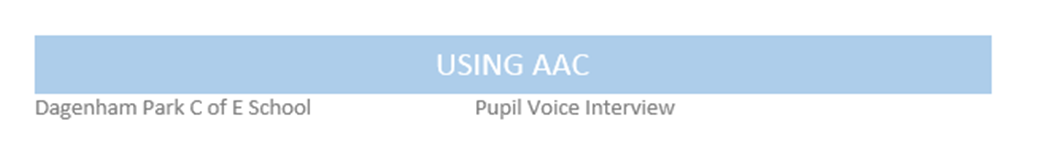 USING AAC
Dagenham Park C of E School Pupil Voice Interview